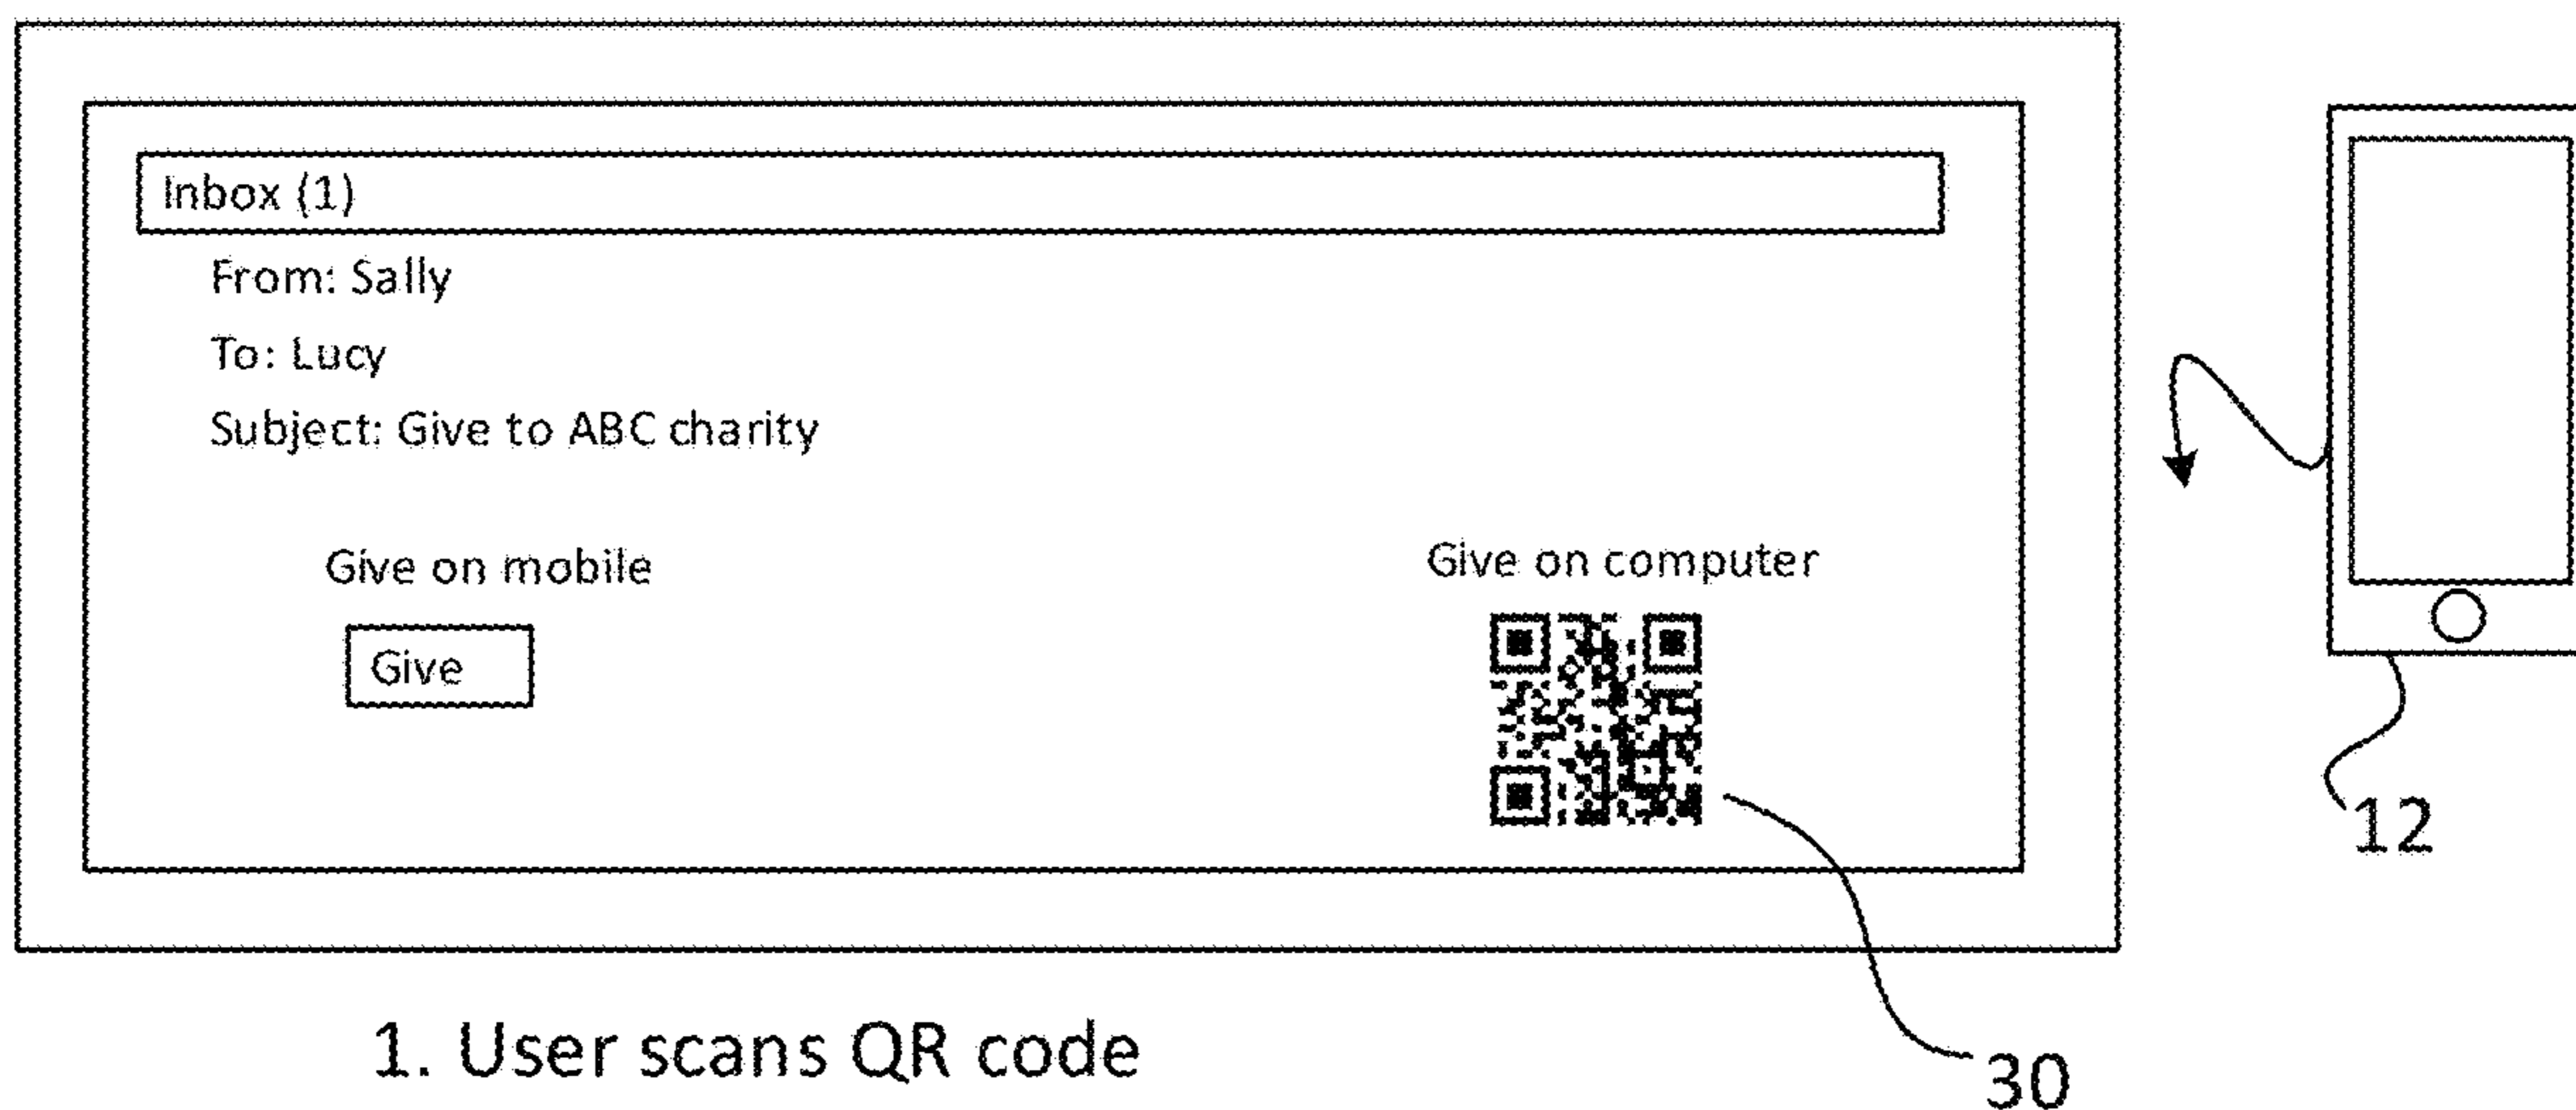 Inbox (1)
From: Sally
To: Lucy
Subject: Give to ABC charity
Give on mobile
Give on computer
Give
12
1. User scans QR code
30